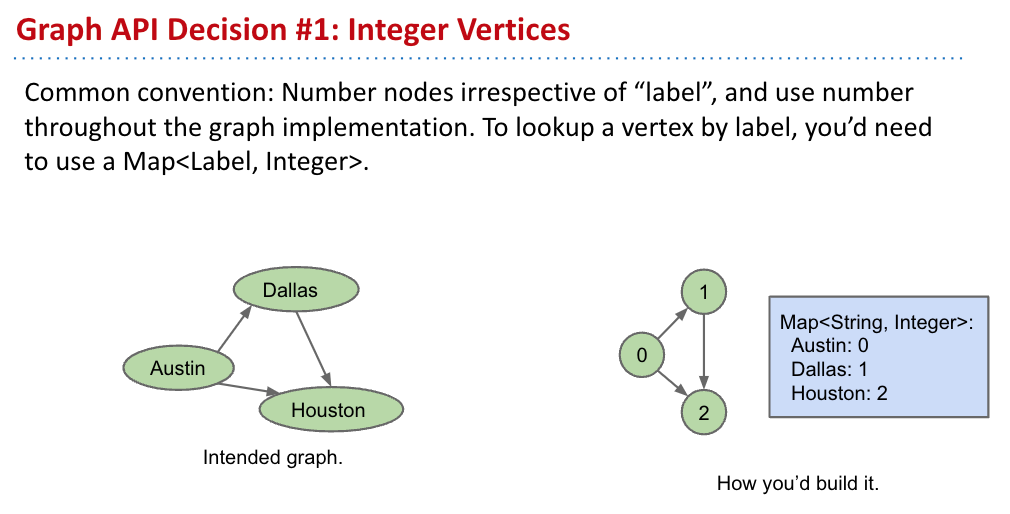 Graph API Decision #1: Integer Vertices
Common convention: Number nodes irrespective of “label”, and use number
throughout the graph implementation. To lookup a vertex by label, you’d need
to use a Map<Label, Integer>.
Dallas
Austin
Houston
Intended graph.
1
0
2
Map<String, Integer>:
Austin: 0
Dallas: 1
Houston: 2
How you’d build it.